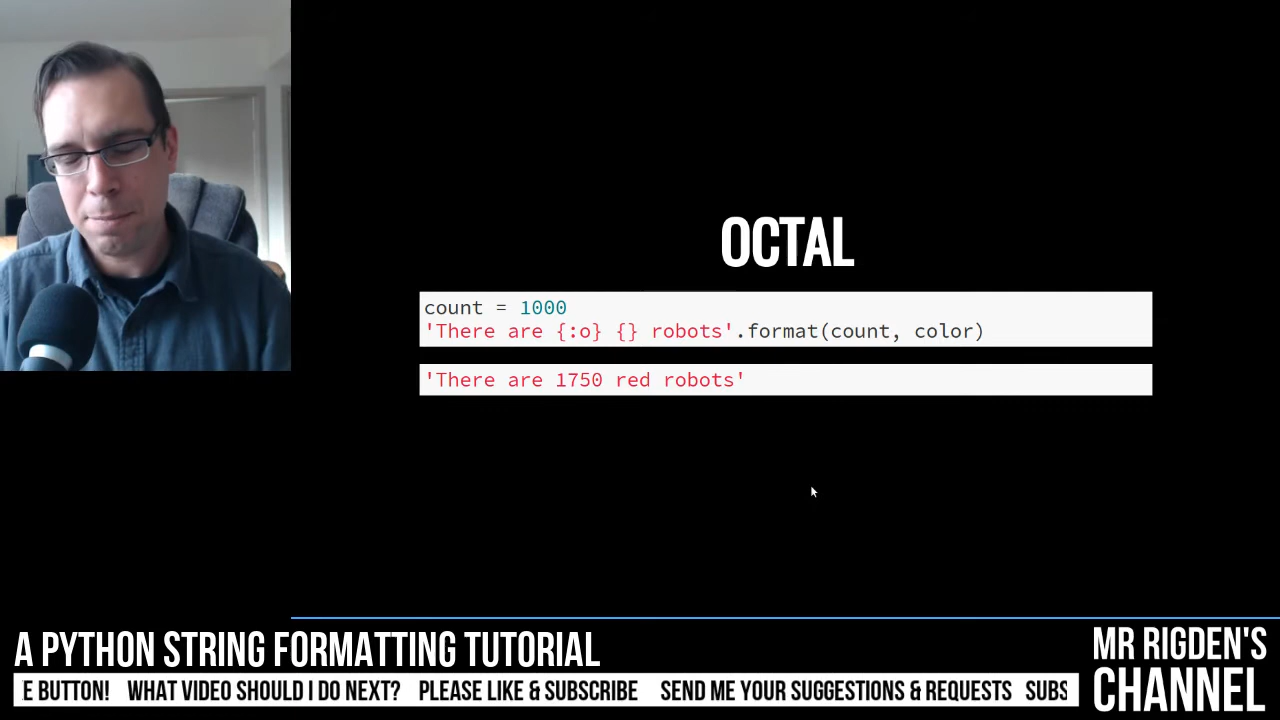 OCTAL
count = 1000
'There are {:o} {} robots'.format(count, color)
'There are 1750 red robots'
A PYTHON STRING FORMATTING TUTORIAL
E BUTTON! WHAT VIDEO SHOULD I DO NEXT? PLEASE LIKE & SUBSCRIBE SEND ME YOUR SUGGESTIONS & REQUESTS SUBS
MR RIGDEN'S
CHANNEL